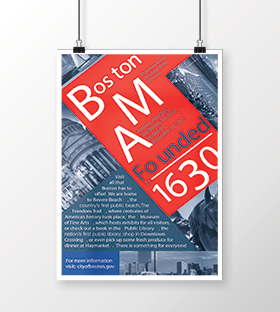 Boston
M
A
Founded
1630
Visit
all that
Boston has to
offer! We are home
to Revere Beach , the
country's first public beach,The
Freedom Trail , where centuries of
American history took place, the Museum
of Fine Arts , which hosts exhibits for all visitors
or check out a book in the Public Library , the
nation's first public library, shop in Downtown
Crossing , or even pick up some fresh produce for
dinner at Haymarket . There is something for everyone!
For more information
visit: cityofboston.gov